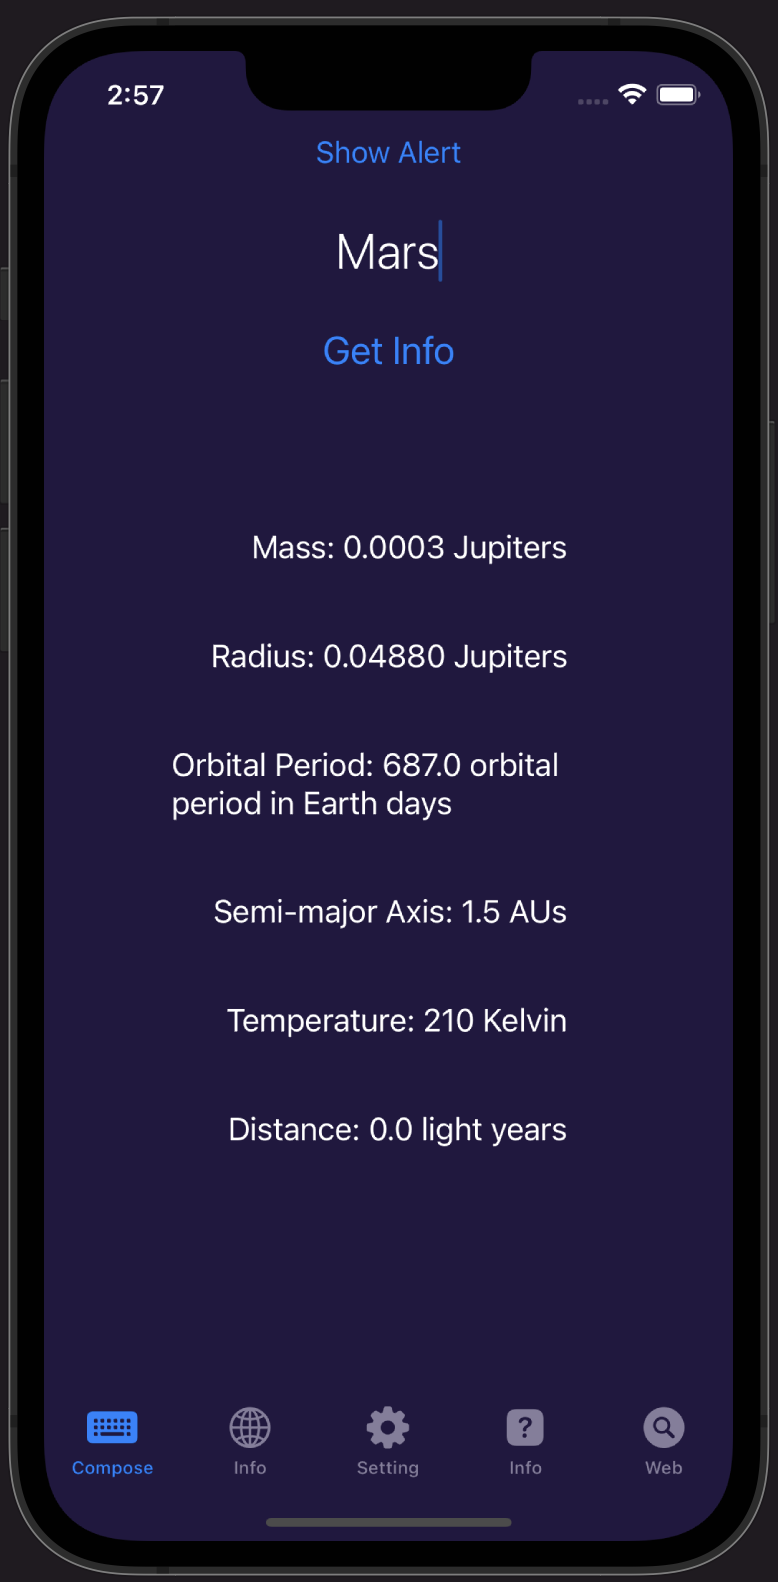 2:57
Show Alert
Mars
Get Info
Mass: 0.0003 Jupiters
Radius: 0.04880 Jupiters
Orbital Period: 687.0 orbital
period in Earth days
Semi-major Axis: 1.5 AUs
Temperature: 210 Kelvin
Distance: 0.0 light years
?
Compose Info Setting Info Web